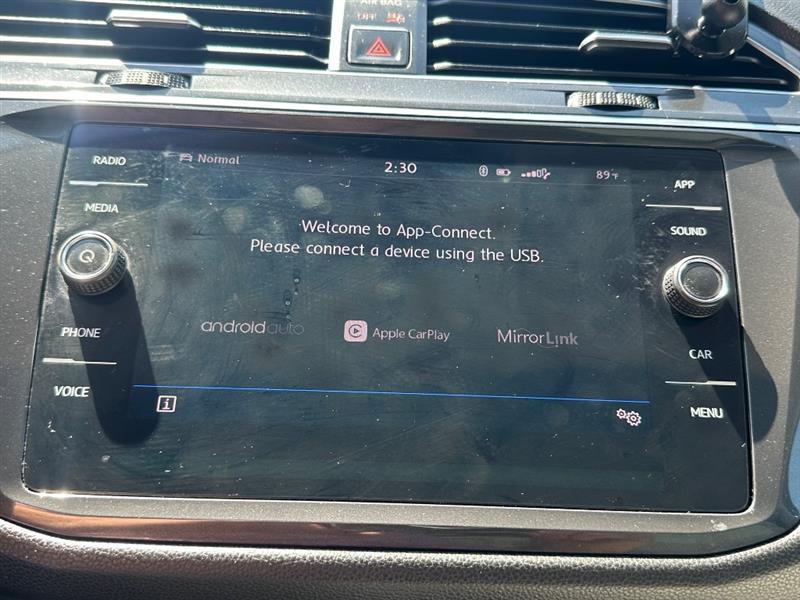 AIR BAG
OFF
RADIO
MEDIA
PHONE
VOICE
Normal
2:30
89°F
Welcome to App-Connect.
Please connect a device using the USB.
androidauto
Apple CarPlay
MirrorLink
i
APP
SOUND
CAR
MENU